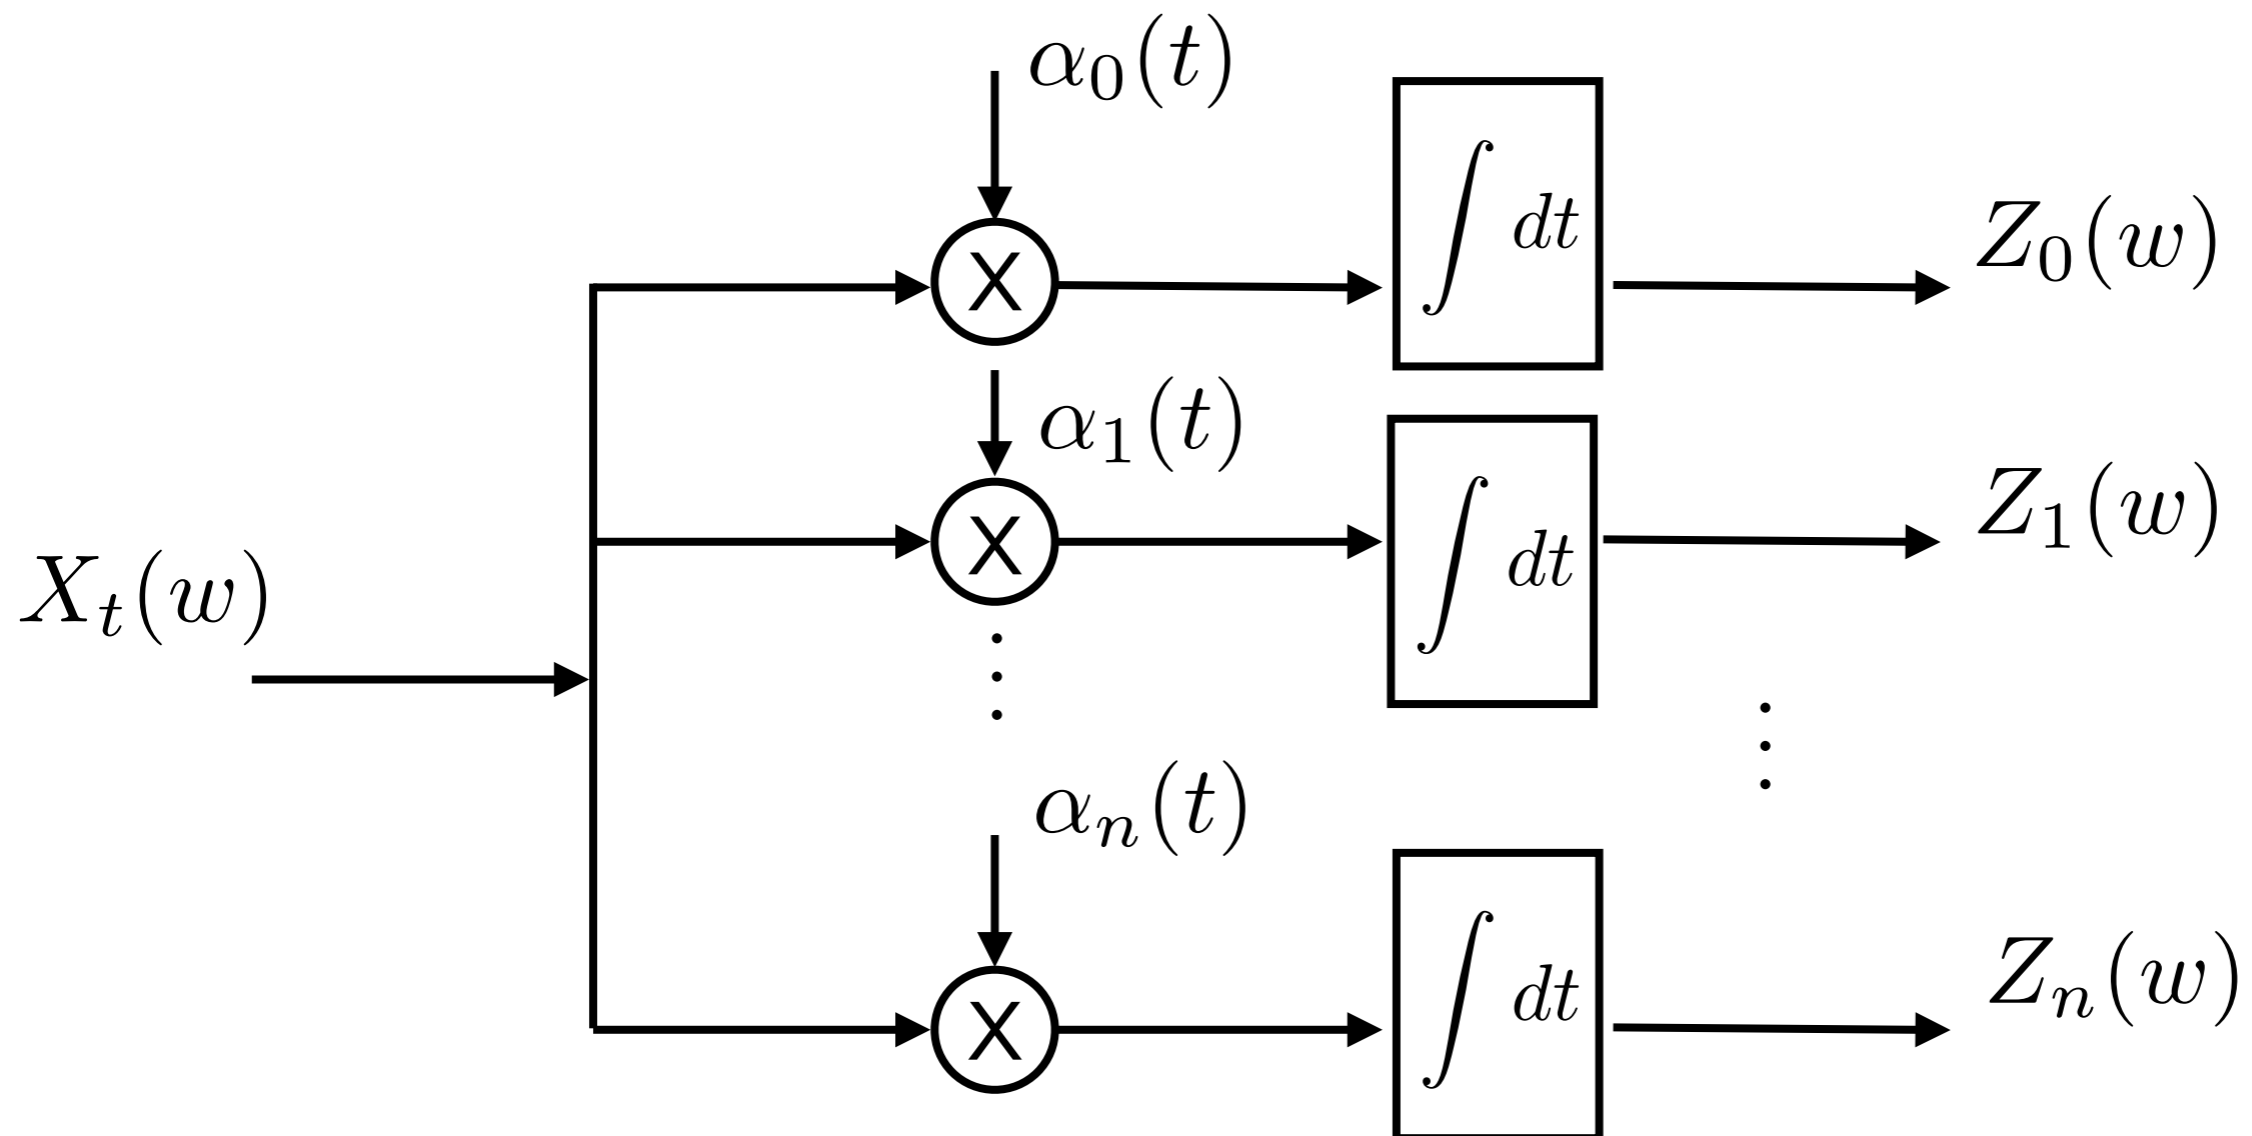 α₀(t)
X
∫ dt
Z₀(w)
α₁(t)
X
∫ dt
Z₁(w)
Xₜ(w)
⋮
⋮
αₙ(t)
X
∫ dt
Zₙ(w)